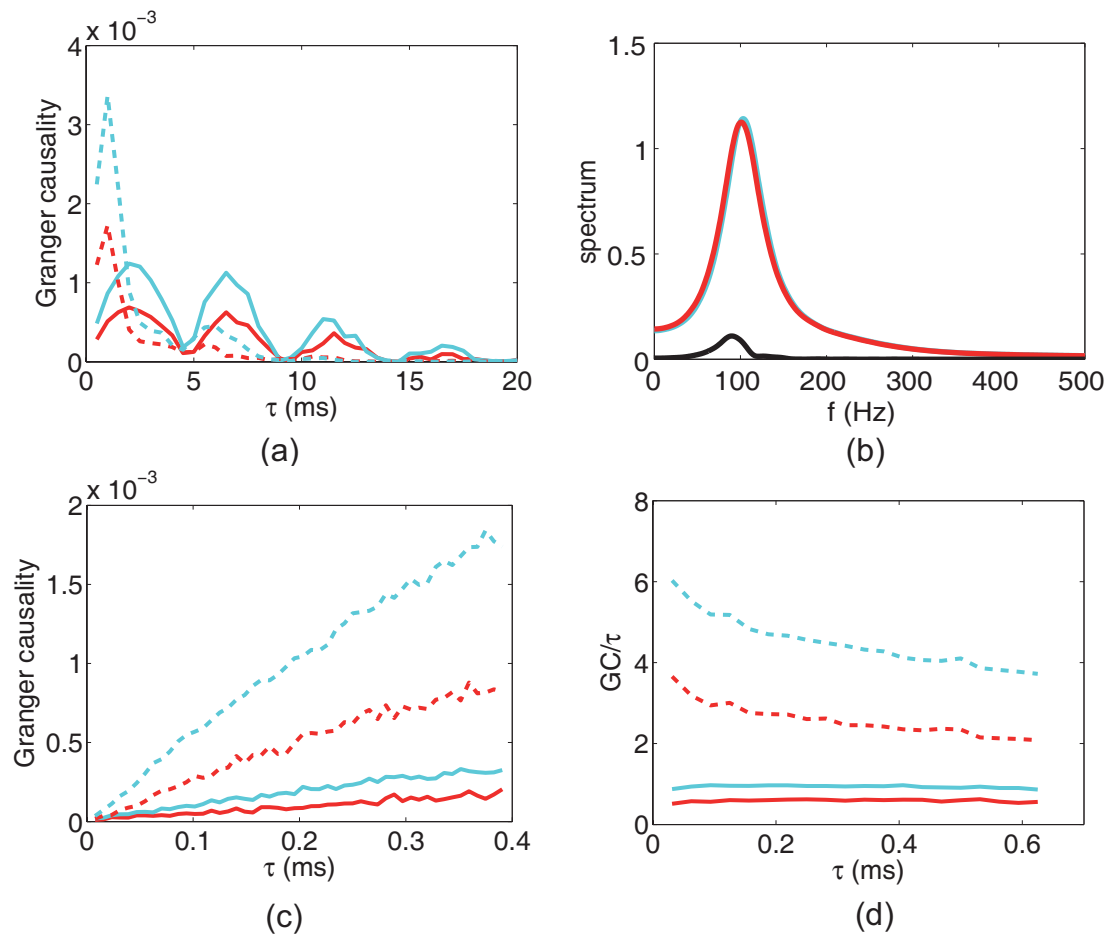 x 10⁻³
4
3
2
1
0
Granger causality
0 5 10 15 20
τ (ms)
(a)
1.5
1
0.5
0
spectrum
0 100 200 300 400 500
f (Hz)
(b)
x 10⁻³
2
1.5
1
0.5
0
Granger causality
0 0.1 0.2 0.3 0.4
τ (ms)
(c)
8
6
4
2
0
GC/τ
0 0.2 0.4 0.6
τ (ms)
(d)